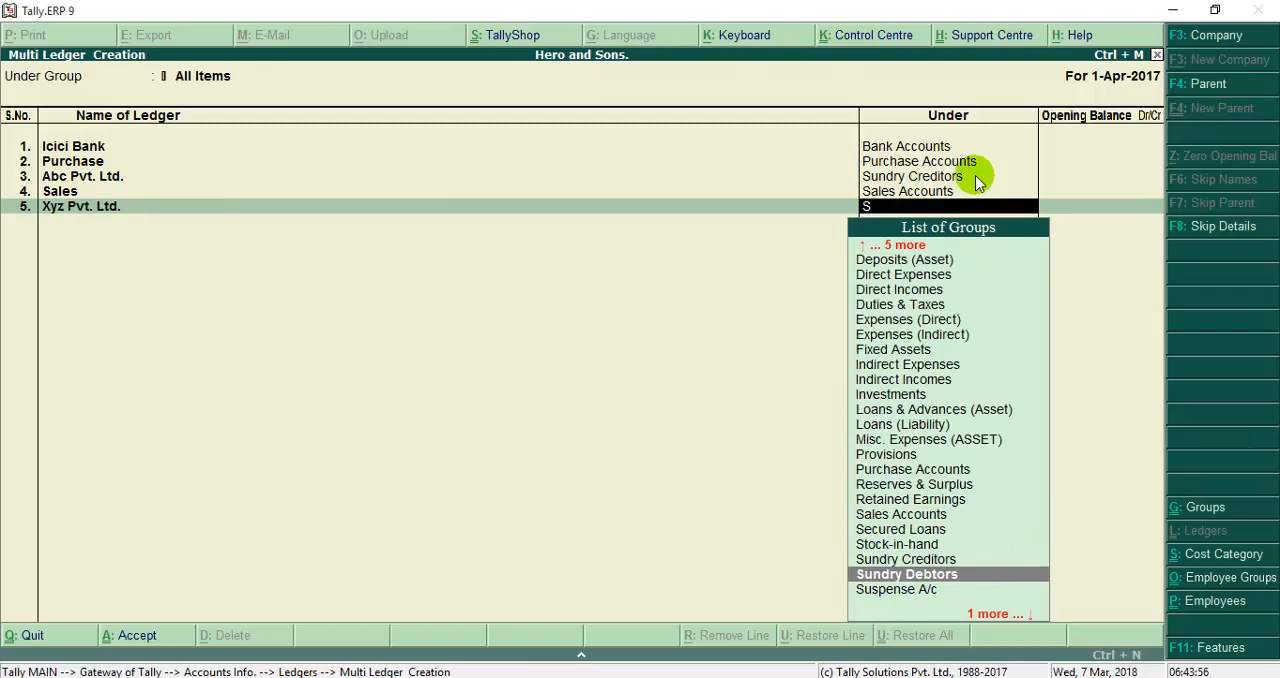 Tally.ERP 9
P: Print E: Export M: E-Mail O: Upload S: TallyShop G: Language K: Keyboard K: Control Centre H: Support Centre H: Help
Multi Ledger Creation Hero and Sons. Ctrl + M
Under Group : All Items For 1-Apr-2017
S.No. Name of Ledger Under Opening Balance Dr/Cr
1. Icici Bank Bank Accounts
2. Purchase Purchase Accounts
3. Abc Pvt. Ltd. Sundry Creditors
4. Sales Sales Accounts
5. Xyz Pvt. Ltd. S
List of Groups
↑ ... 5 more
Deposits (Asset)
Direct Expenses
Direct Incomes
Duties & Taxes
Expenses (Direct)
Expenses (Indirect)
Fixed Assets
Indirect Expenses
Indirect Incomes
Investments
Loans & Advances (Asset)
Loans (Liability)
Misc. Expenses (ASSET)
Provisions
Purchase Accounts
Reserves & Surplus
Retained Earnings
Sales Accounts
Secured Loans
Stock-in-hand
Sundry Creditors
Sundry Debtors
Suspense A/c
1 more ... ↓
F3: Company
F3: New Company
F4: Parent
F4: New Parent
Z: Zero Opening Bal
F6: Skip Names
F7: Skip Parent
F8: Skip Details
G: Groups
L: Ledgers
S: Cost Category
O: Employee Groups
P: Employees
F11: Features
Q: Quit A: Accept D: Delete R: Remove Line U: Restore Line U: Restore All
Ctrl + N
Tally MAIN --> Gateway of Tally --> Accounts Info. --> Ledgers --> Multi Ledger Creation (c) Tally Solutions Pvt. Ltd., 1988-2017 Wed, 7 Mar, 2018 06:43:56